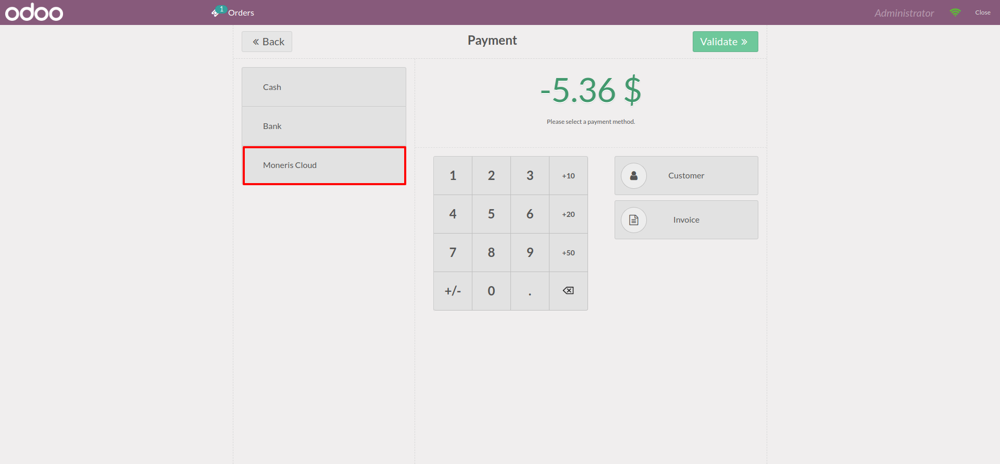 odoo
1 Orders
Administrator
Close
Back
Payment
Validate
Cash
Bank
Moneris Cloud
-5.36 $
Please select a payment method.
1 2 3 +10
4 5 6 +20
7 8 9 +50
+/- 0 .
Customer
Invoice